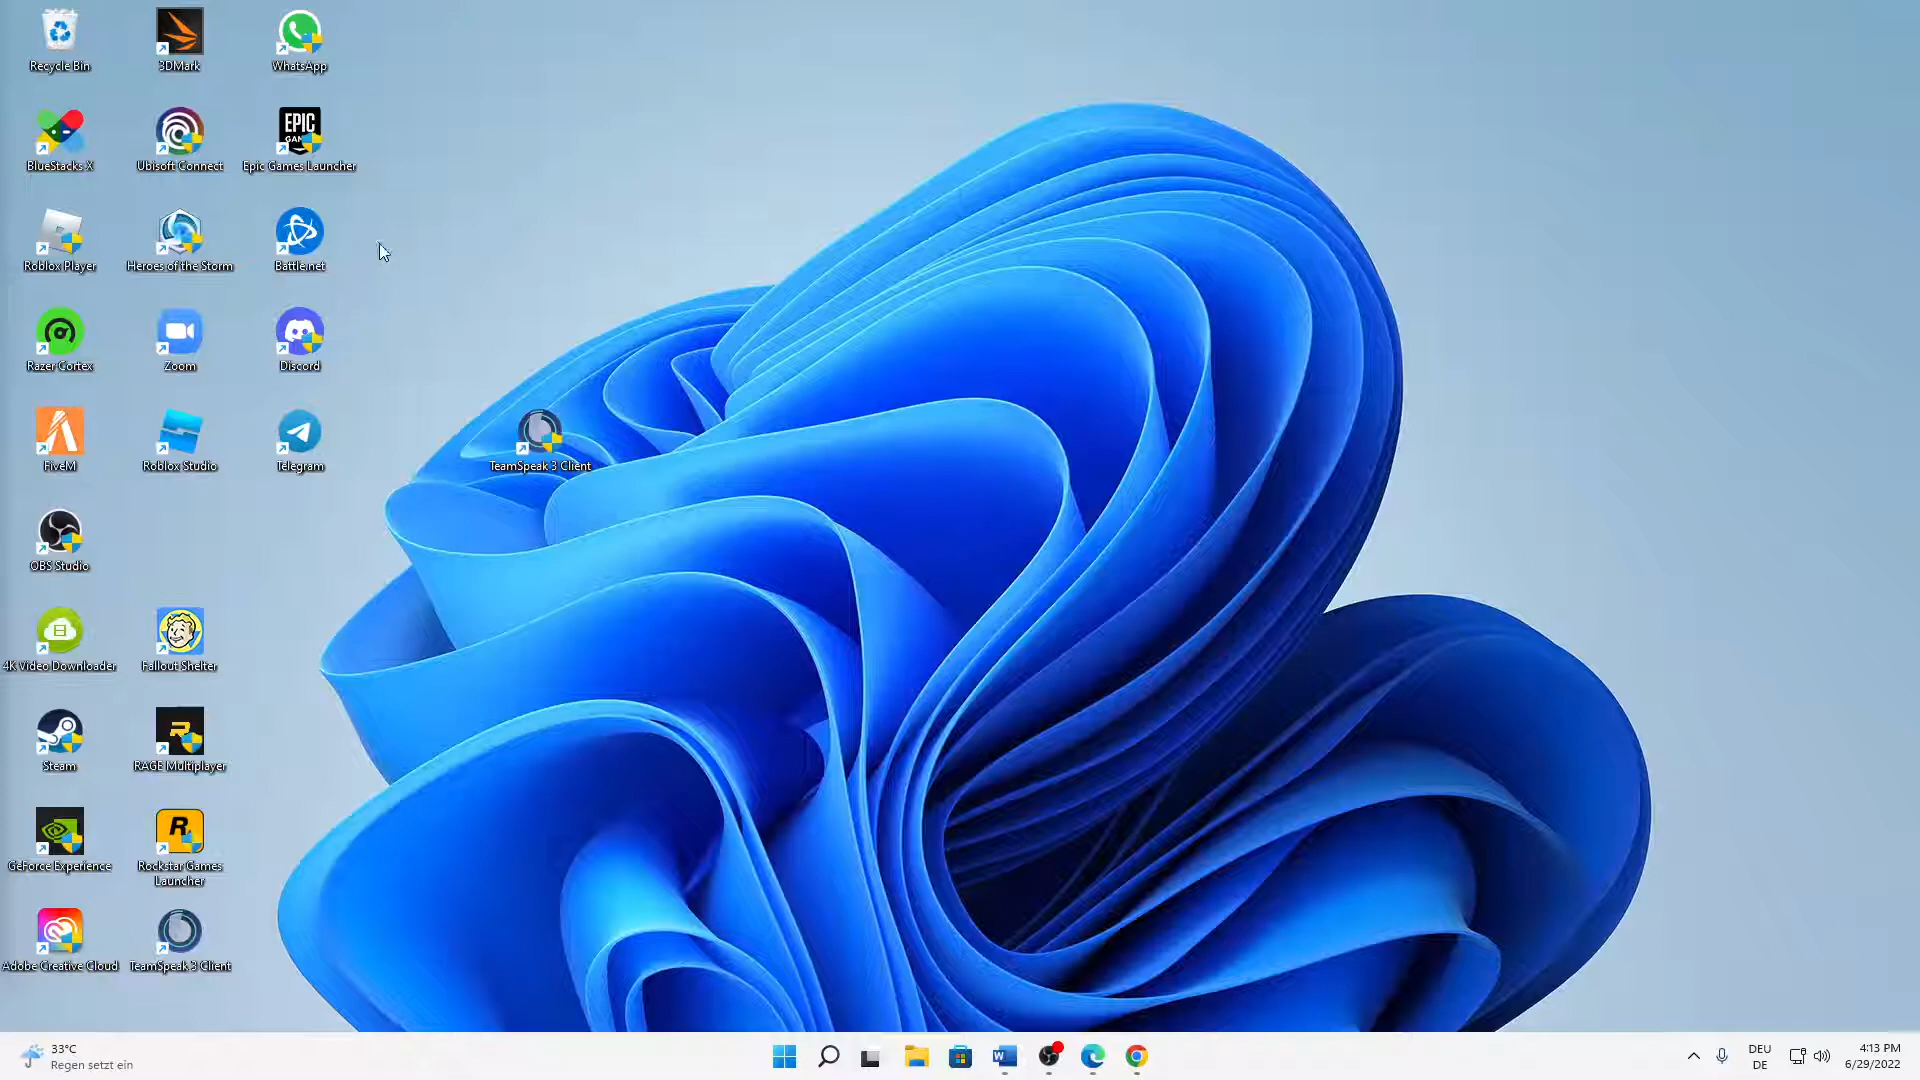 Recycle Bin
3DMark
WhatsApp
BlueStacks X
Ubisoft Connect
EPIC
Epic Games Launcher
Roblox Player
Heroes of the Storm
Battle.net
Razer Cortex
Zoom
Discord
FiveM
Roblox Studio
Telegram
TeamSpeak 3 Client
OBS Studio
4K Video Downloader
Fallout Shelter
Steam
RAGE Multiplayer
GeForce Experience
Rockstar Games
Launcher
Adobe Creative Cloud
TeamSpeak 3 Client
33°C
Regen setzt ein
DEU
DE
4:13 PM
6/29/2022